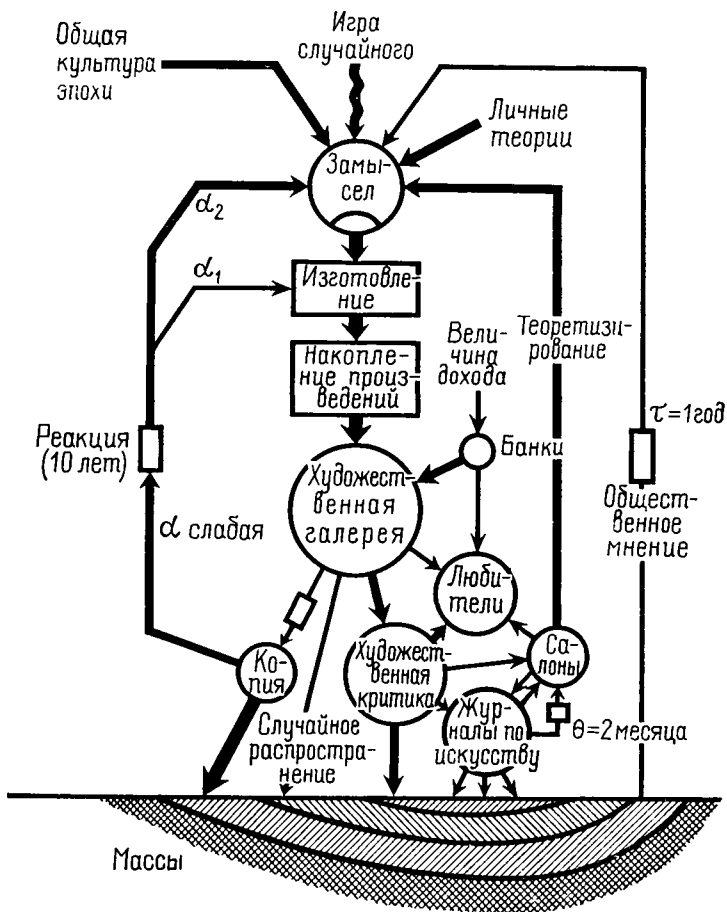 Общая
культура
эпохи
Игра
случайного
Личные
теории
Замы-
сел
α₂
α₁
Изготовле-
ние
Накопле-
ние произ-
ведений
Вели-
чина
дохода
Теоретизи-
рование
τ=1год
Реакция
(10 лет)
Художест-
венная
галерея
Банки
Общест-
венное
мнение
α слабая
Люби-
тели
Ко-
пия
Художест-
венная
критика
Са-
лоны
Случайное
распростра-
нение
Жур-
налы по
искусству
θ=2месяца
Массы